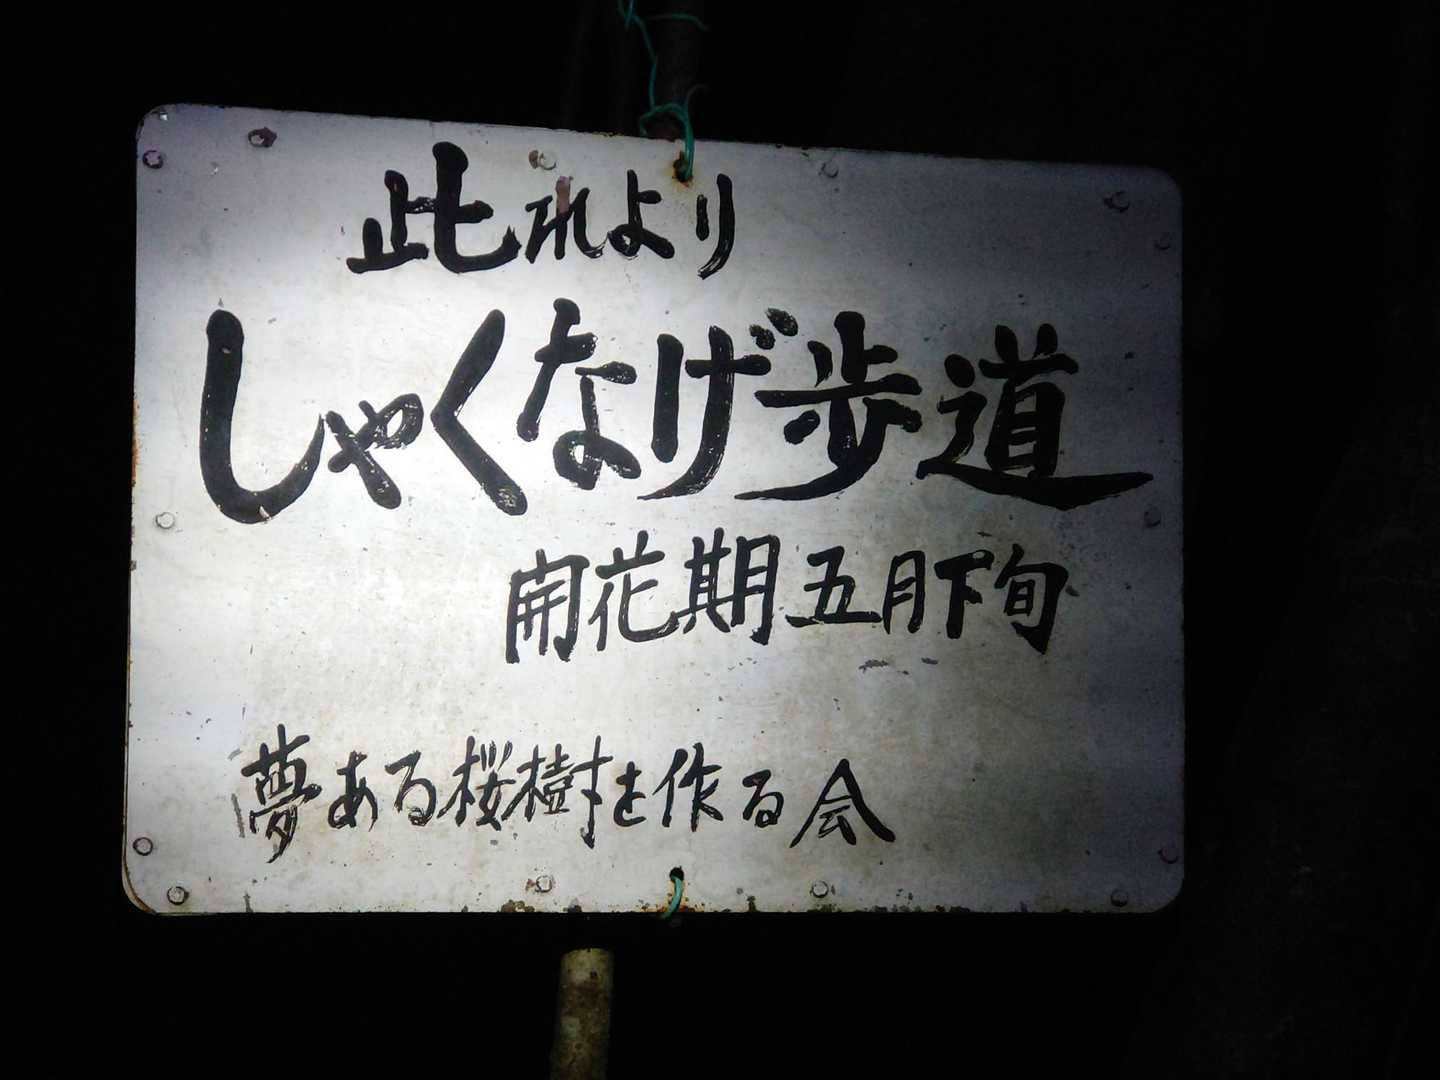 此れより
しゃくなげ歩道
開花期五月下旬
夢ある桜樹を作る会